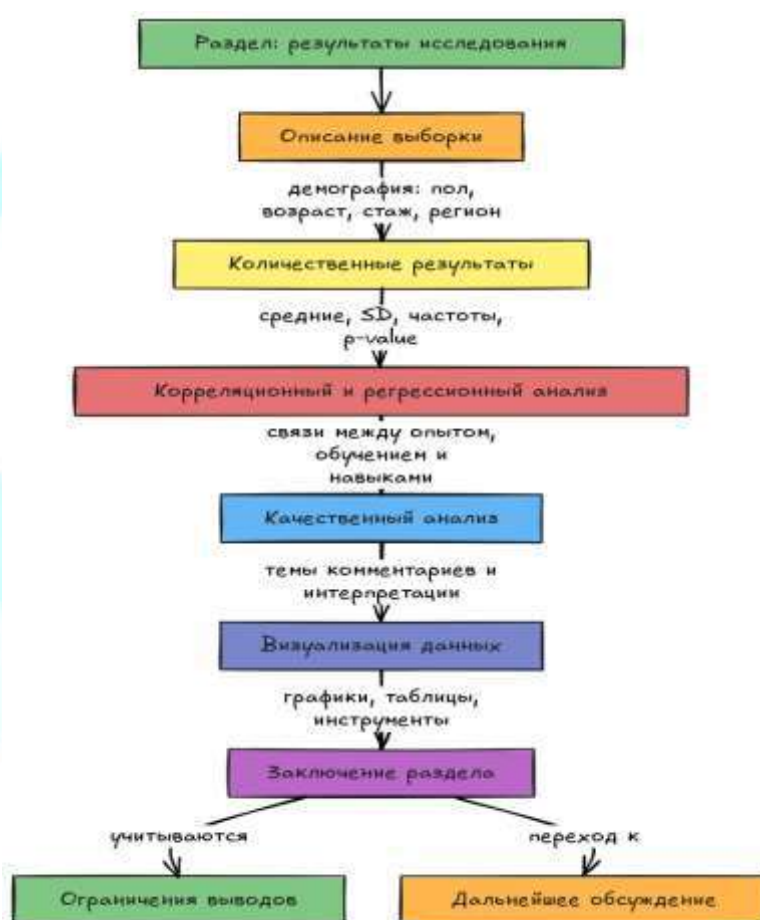 Раздел: результаты исследования
Описание выборки
демография: пол,
возраст, стаж, регион
Количественные результаты
средние, SD, частоты,
p-value
Корреляционный и регрессионный анализ
связи между опытом,
обучением и
навыками
Качественный анализ
темы комментариев и
интерпретации
Визуализация данных
графики, таблицы,
инструменты
Заключение раздела
учитываются
переход к
Ограничения выводов
Дальнейшее обсуждение